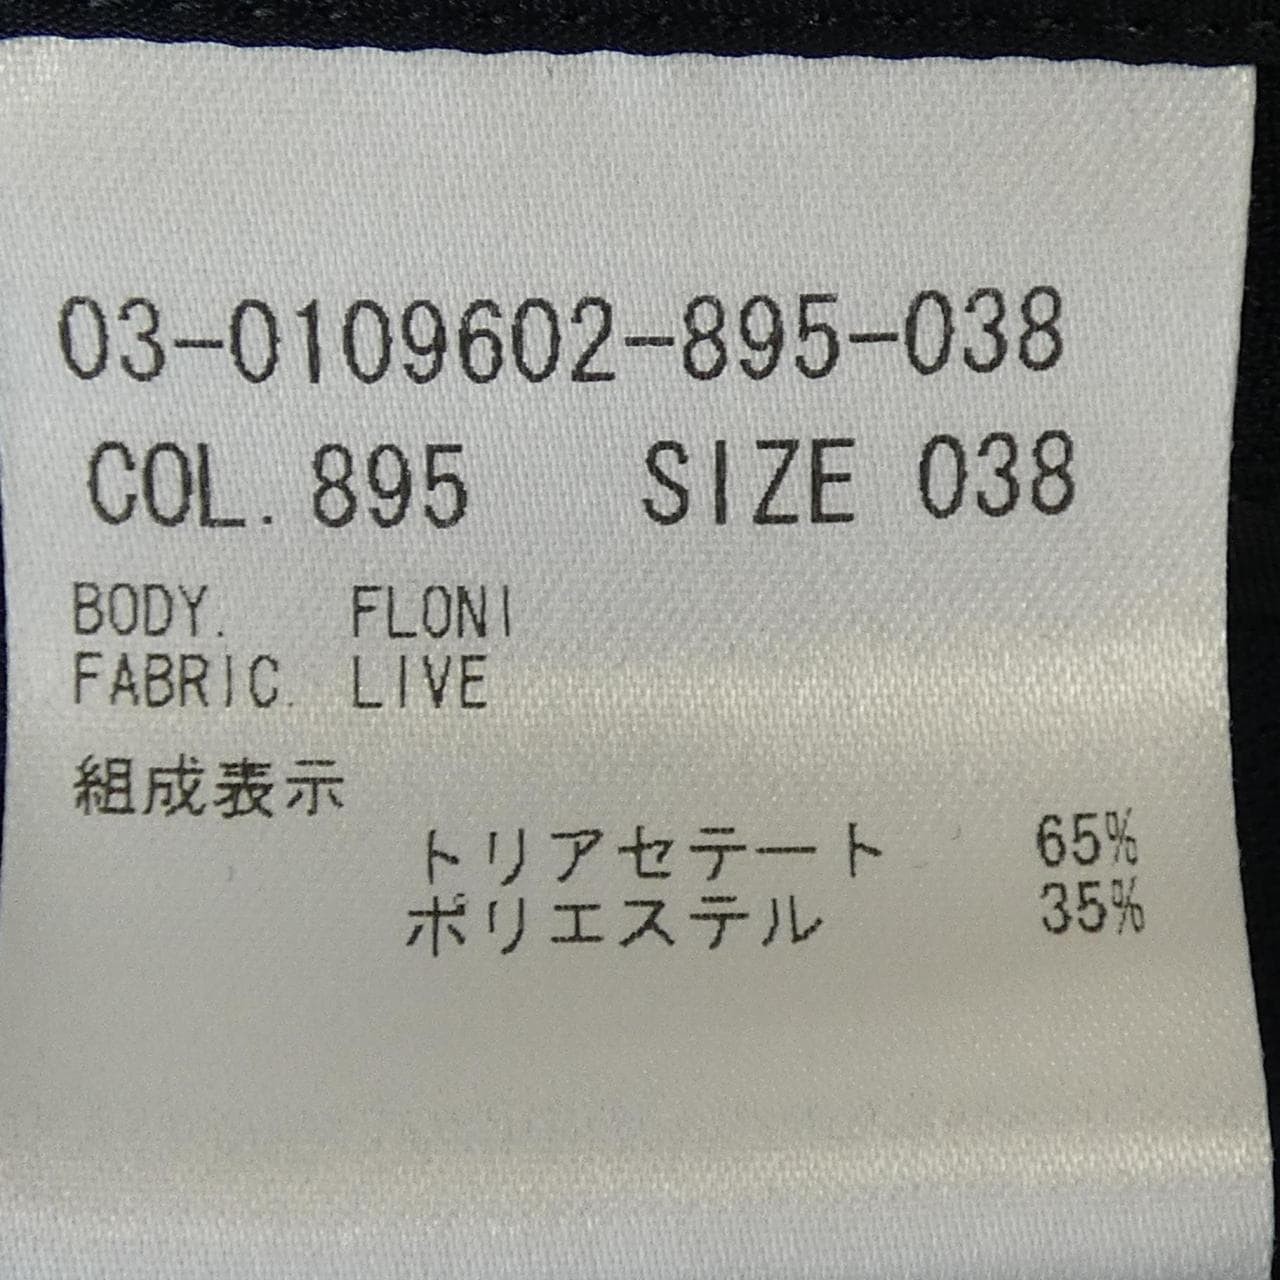 03-0109602-895-038
COL. 895 SIZE 038
BODY. FLONI
FABRIC. LIVE
組成表示
トリアセテート 65%
ポリエステル 35%